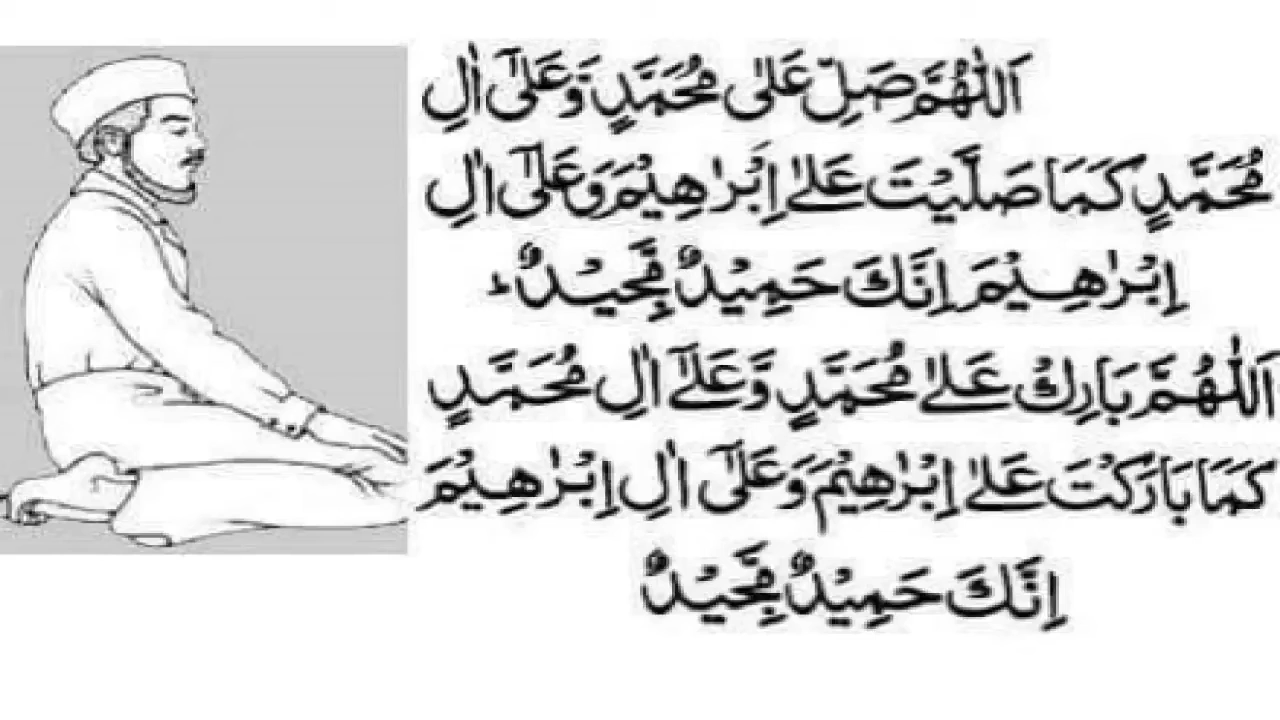 اَللّٰهُمَّ صَلِّ عَلٰى مُحَمَّدٍ وَّعَلٰٓى اٰلِ
مُحَمَّدٍ كَمَا صَلَّيْتَ عَلٰٓى اِبْرٰهِيْمَ وَعَلٰٓى اٰلِ
اِبْرٰهِيْمَ اِنَّكَ حَمِيْدٌ مَّجِيْدٌ ؕ
اَللّٰهُمَّ بَارِكْ عَلٰى مُحَمَّدٍ وَّعَلٰٓى اٰلِ مُحَمَّدٍ
كَمَا بَارَكْتَ عَلٰٓى اِبْرٰهِيْمَ وَعَلٰٓى اٰلِ اِبْرٰهِيْمَ
اِنَّكَ حَمِيْدٌ مَّجِيْدٌ